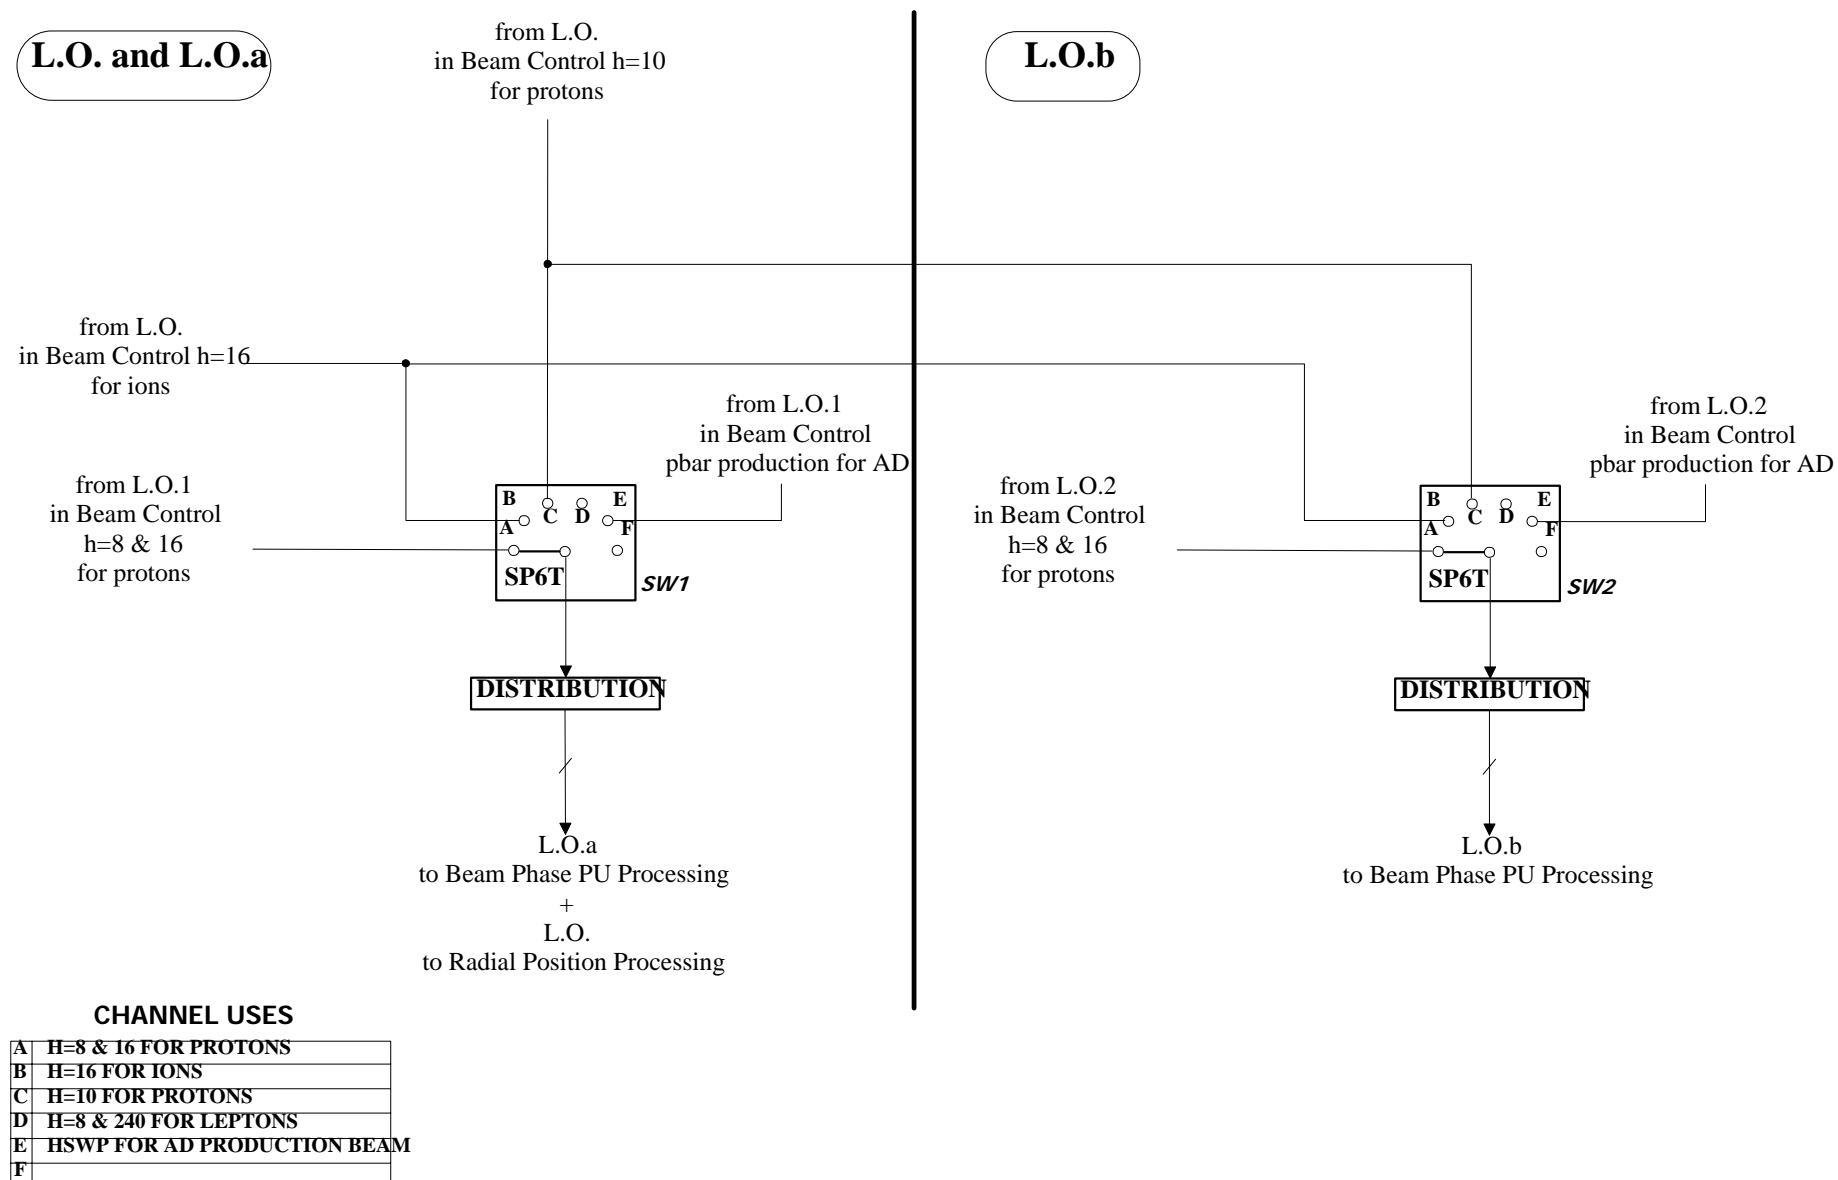 L.O. and L.O.a
from L.O.
in Beam Control h=10
for protons
L.O.b
from L.O.
in Beam Control h=16
for ions
from L.O.1
in Beam Control
pbar production for AD
from L.O.2
in Beam Control
pbar production for AD
from L.O.1
in Beam Control
h=8 & 16
for protons
B
E
C
D
A
F
SP6T
SW1
from L.O.2
in Beam Control
h=8 & 16
for protons
B
E
C
D
A
F
SP6T
SW2
DISTRIBUTION
DISTRIBUTION
L.O.a
to Beam Phase PU Processing
+
L.O.
to Radial Position Processing
L.O.b
to Beam Phase PU Processing
CHANNEL USES
A H=8 & 16 FOR PROTONS
B H=16 FOR IONS
C H=10 FOR PROTONS
D H=8 & 240 FOR LEPTONS
E HSWP FOR AD PRODUCTION BEAM
F